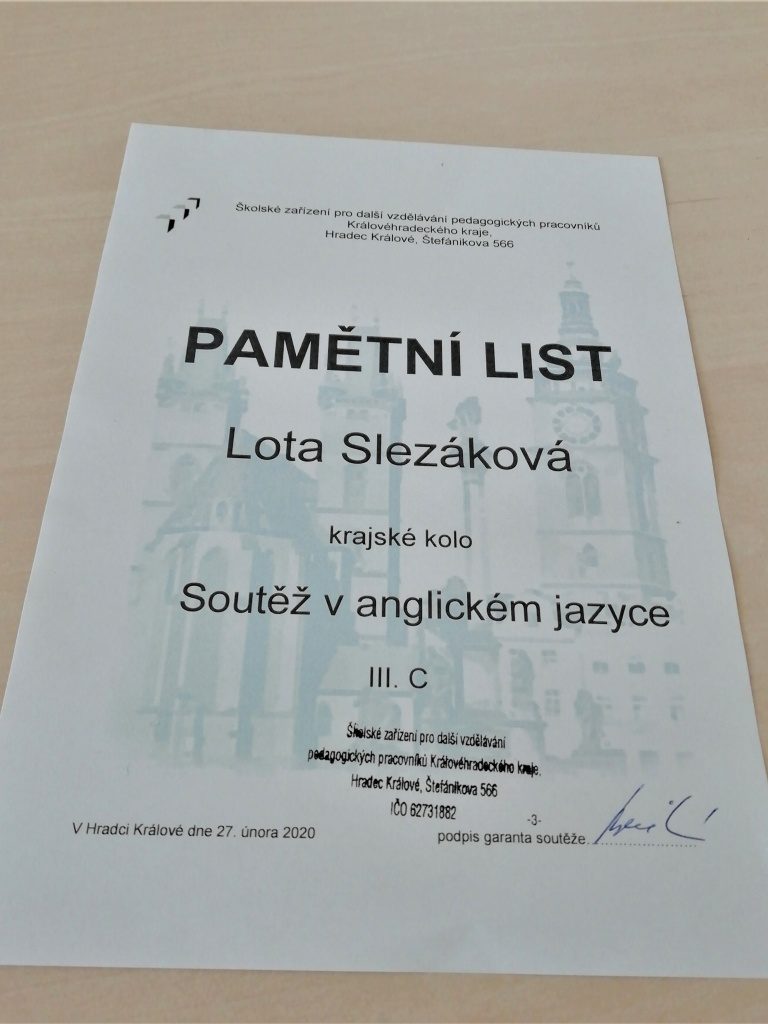 Školské zařízení pro další vzdělávání pedagogických pracovníků
Královéhradeckého kraje,
Hradec Králové, Štefánikova 566
PAMĚTNÍ LIST
Lota Slezáková
krajské kolo
Soutěž v anglickém jazyce
III. C
Školské zařízení pro další vzdělávání
pedagogických pracovníků Královéhradeckého kraje,
Hradec Králové, Štefánikova 566
IČO 62731882
-3-
V Hradci Králové dne 27. února 2020
podpis garanta soutěže